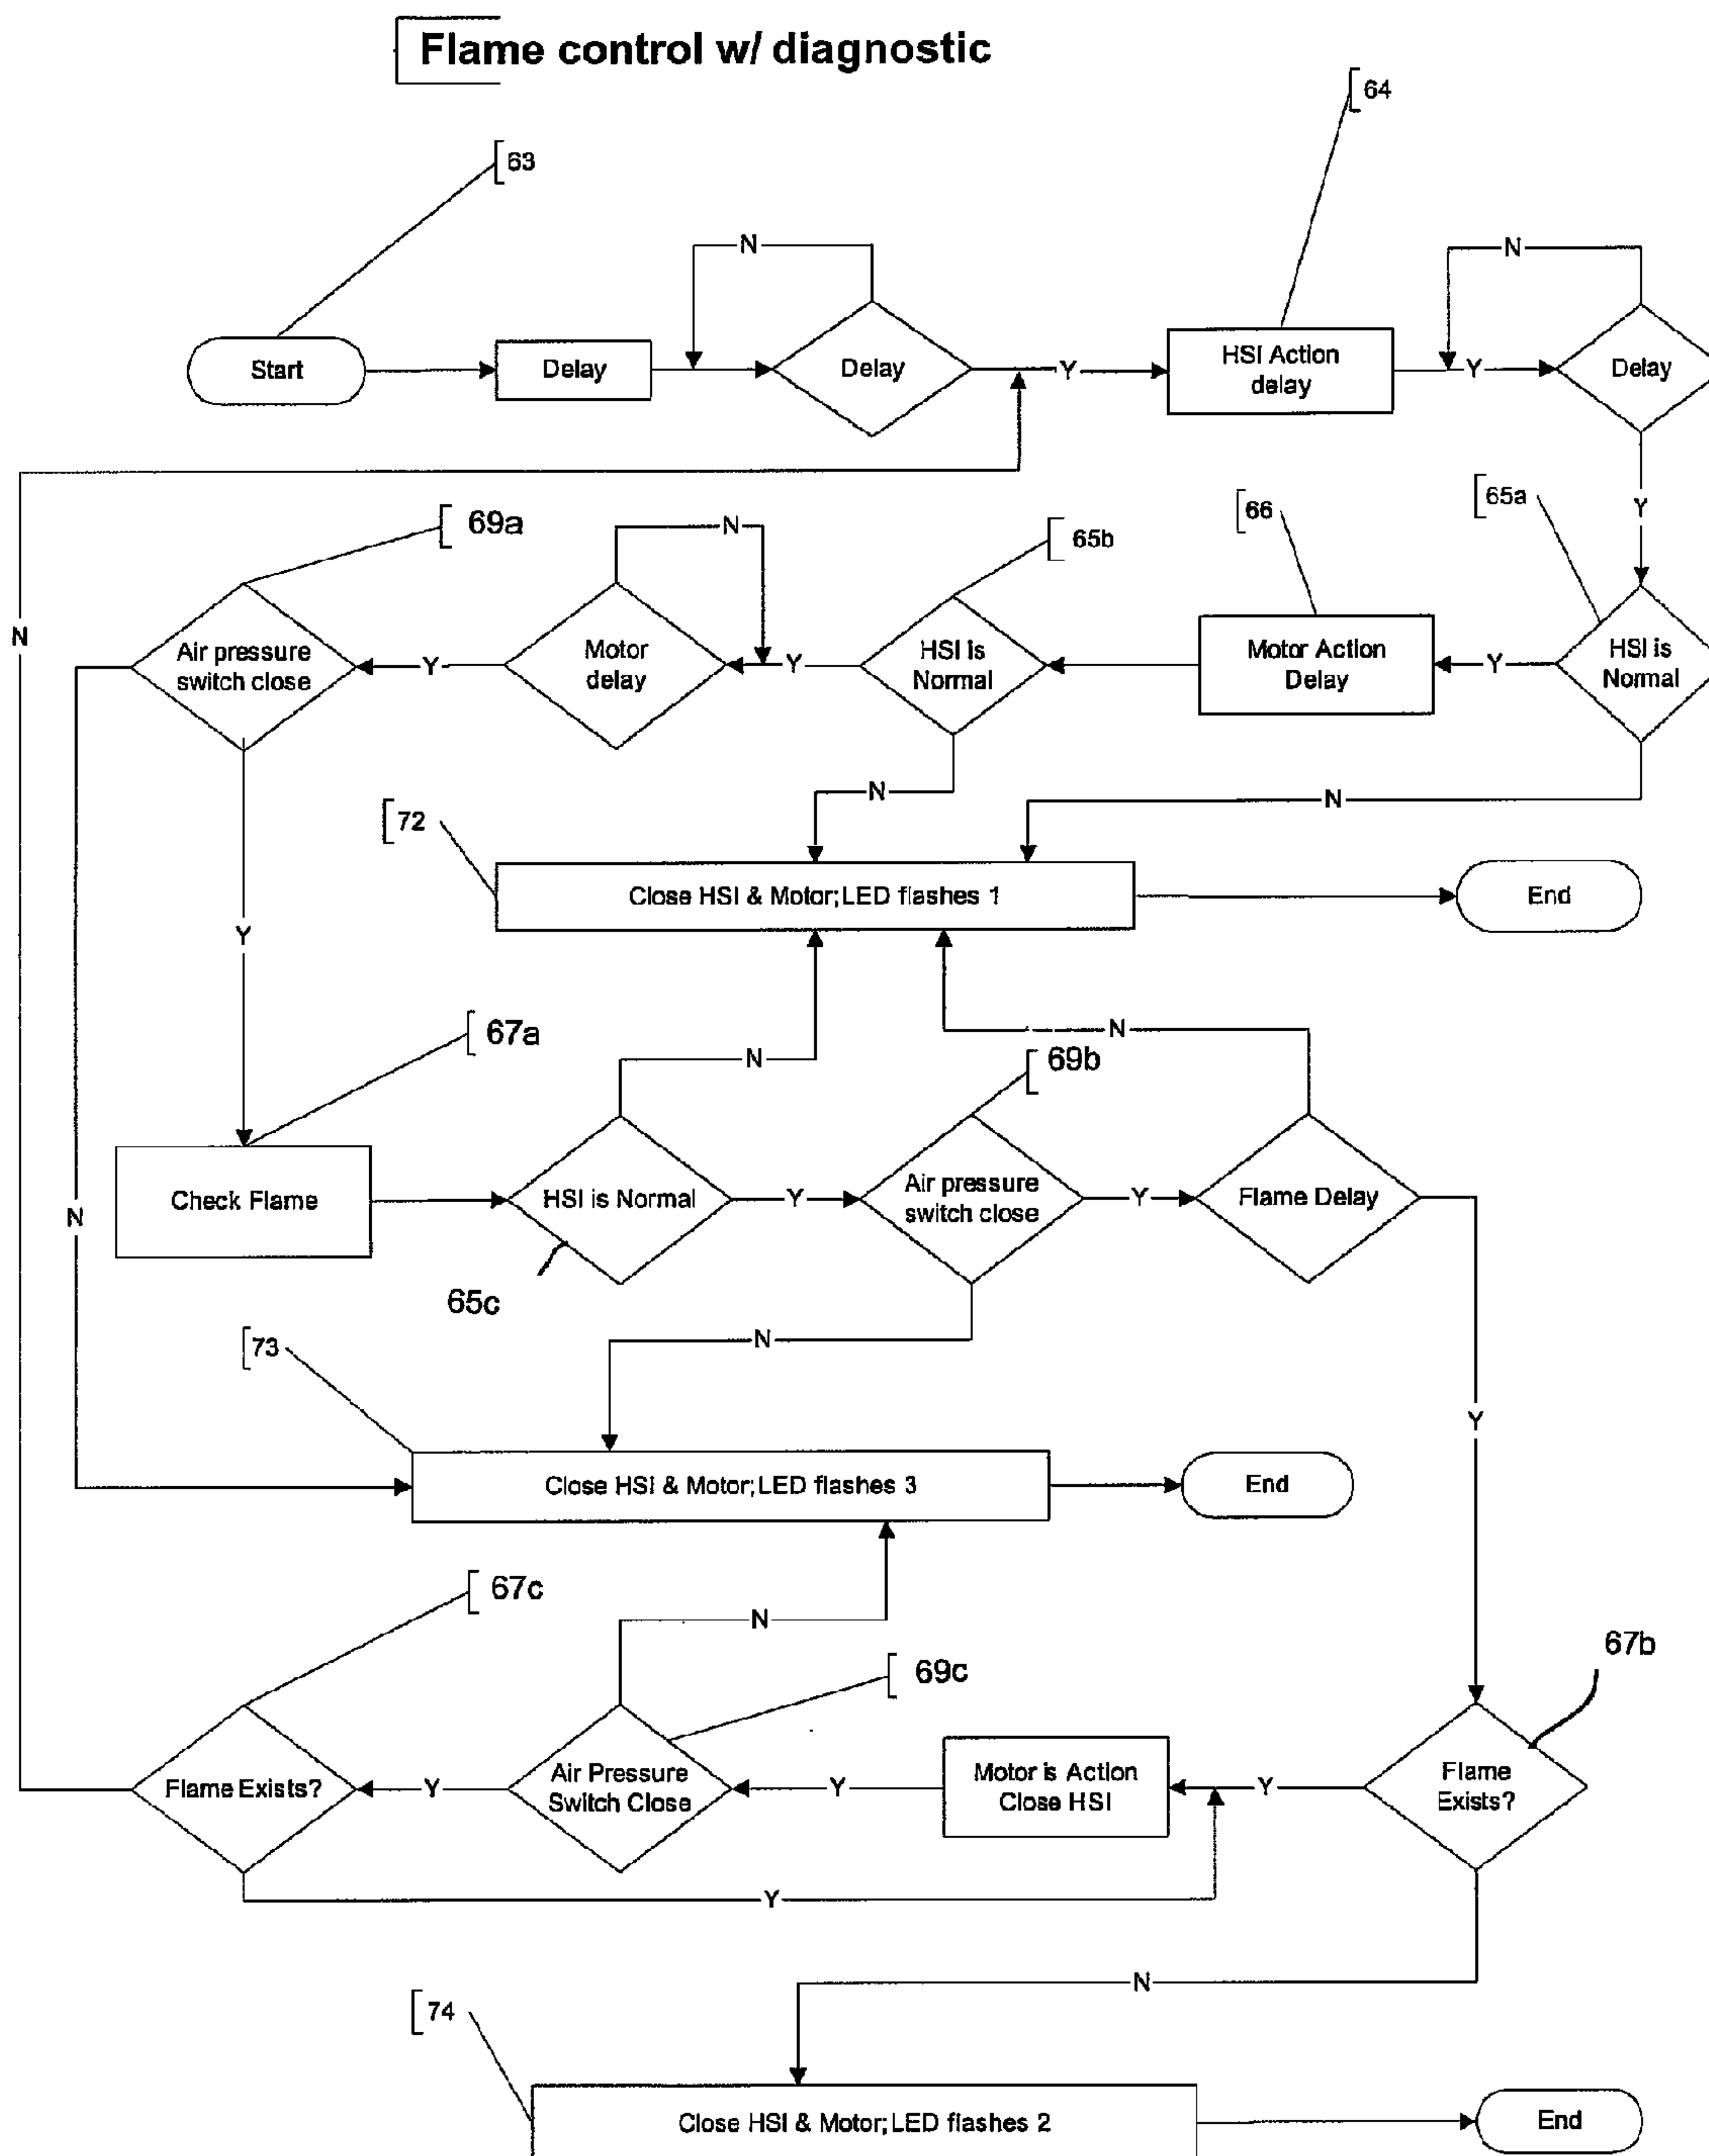 Flame control w/ diagnostic
64
63
N
N
Start
Delay
Delay
Y
HSI Action
delay
Y
Delay
Y
69a
N
65b
66
65a
N
Air pressure
switch close
Y
Motor
delay
Y
HSI is
Normal
Motor Action
Delay
Y
HSI is
Normal
N
N
72
Close HSI & Motor;LED flashes 1
End
Y
67a
N
N
69b
Check Flame
HSI is Normal
Y
Air pressure
switch close
Y
Flame Delay
N
65c
73
N
Y
Close HSI & Motor;LED flashes 3
End
67c
N
69c
67b
Flame Exists?
Y
Air Pressure
Switch Close
Y
Motor is Action
Close HSI
Y
Flame
Exists?
Y
N
74
Close HSI & Motor;LED flashes 2
End